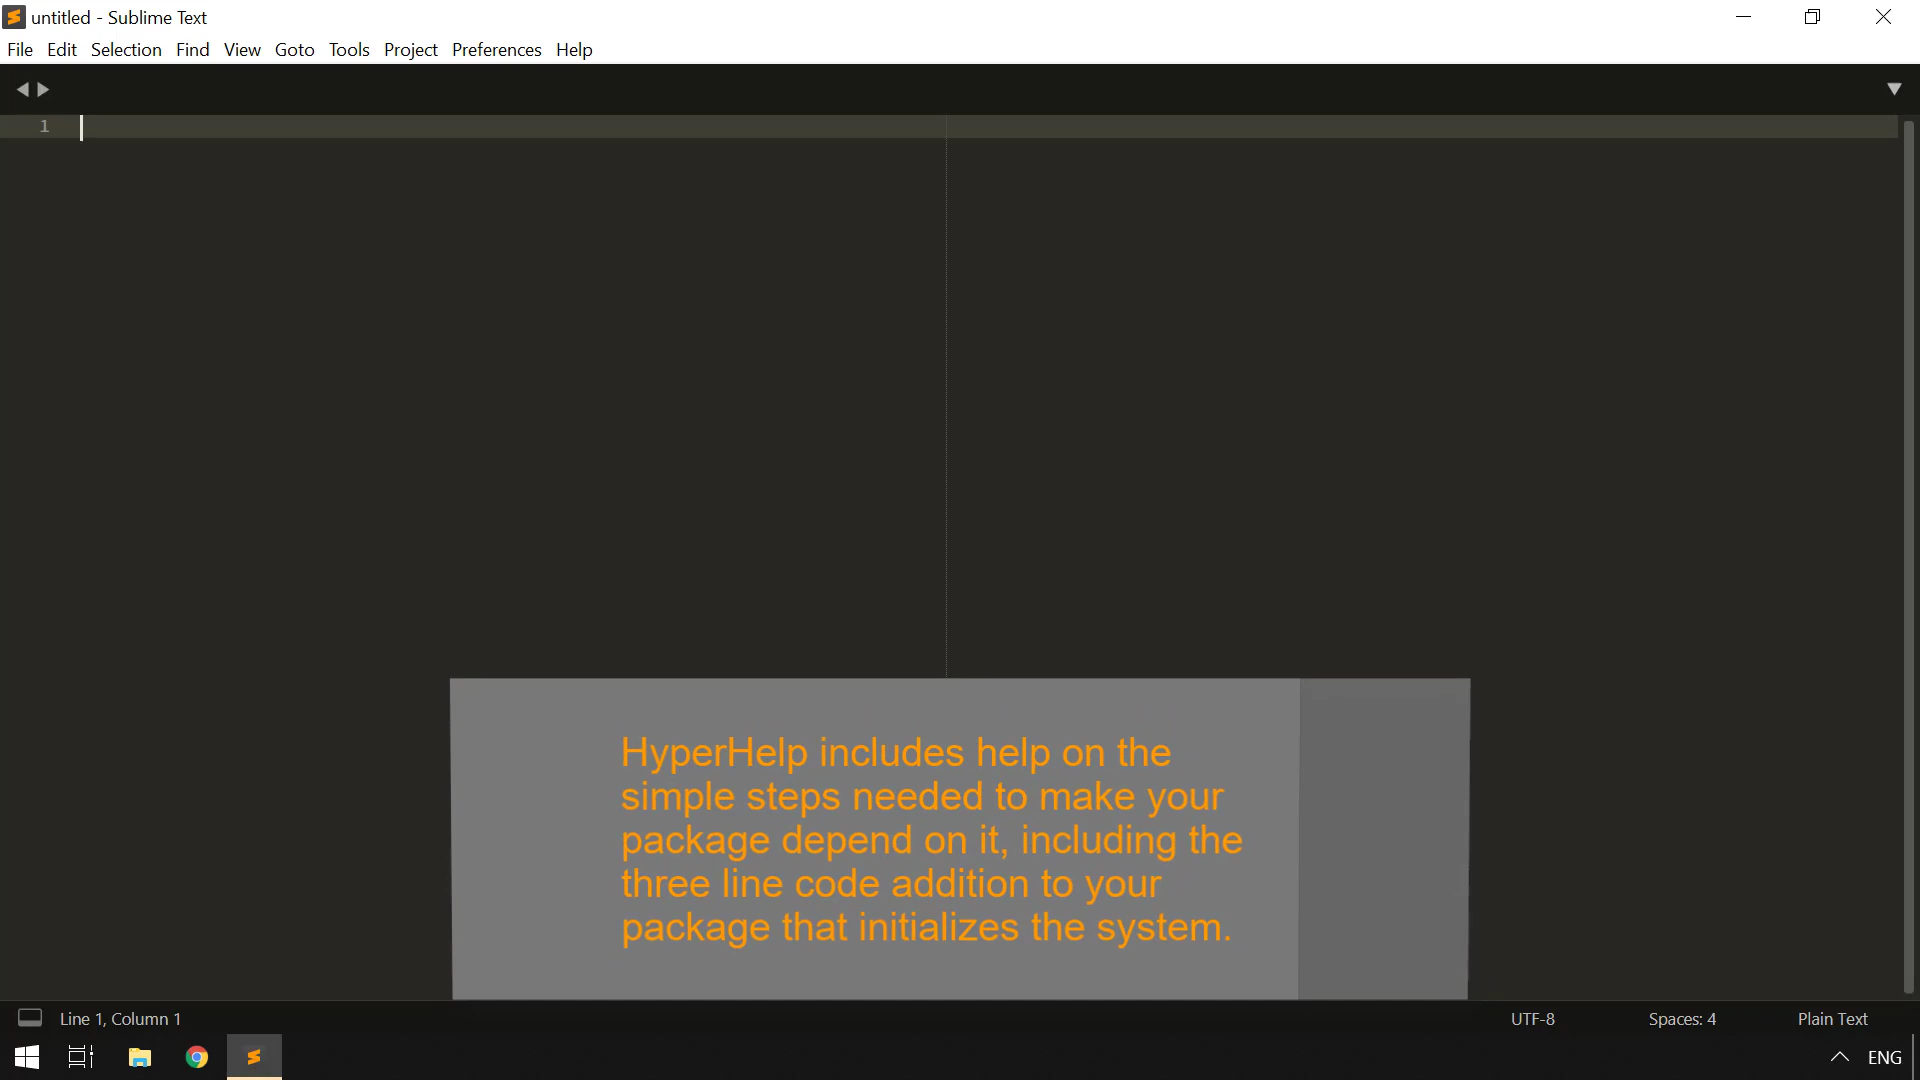 untitled - Sublime Text
File Edit Selection Find View Goto Tools Project Preferences Help
1
HyperHelp includes help on the
simple steps needed to make your
package depend on it, including the
three line code addition to your
package that initializes the system.
Line 1, Column 1 UTF-8 Spaces: 4 Plain Text
ENG